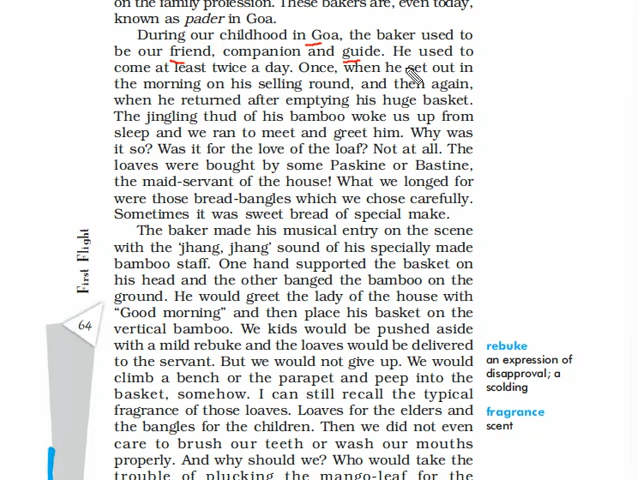 on the family profession. These bakers are, even today,
known as pader in Goa.
During our childhood in Goa, the baker used to
be our friend, companion and guide. He used to
come at least twice a day. Once, when he set out in
the morning on his selling round, and then again,
when he returned after emptying his huge basket.
The jingling thud of his bamboo woke us up from
sleep and we ran to meet and greet him. Why was
it so? Was it for the love of the loaf? Not at all. The
loaves were bought by some Paskine or Bastine,
the maid-servant of the house! What we longed for
were those bread-bangles which we chose carefully.
Sometimes it was sweet bread of special make.
The baker made his musical entry on the scene
with the ‘jhang, jhang’ sound of his specially made
bamboo staff. One hand supported the basket on
his head and the other banged the bamboo on the
ground. He would greet the lady of the house with
“Good morning” and then place his basket on the
vertical bamboo. We kids would be pushed aside
with a mild rebuke and the loaves would be delivered
to the servant. But we would not give up. We would
climb a bench or the parapet and peep into the
basket, somehow. I can still recall the typical
fragrance of those loaves. Loaves for the elders and
the bangles for the children. Then we did not even
care to brush our teeth or wash our mouths
properly. And why should we? Who would take the
trouble of plucking the mango-leaf for the
First Flight
64
rebuke
an expression of
disapproval; a
scolding
fragrance
scent